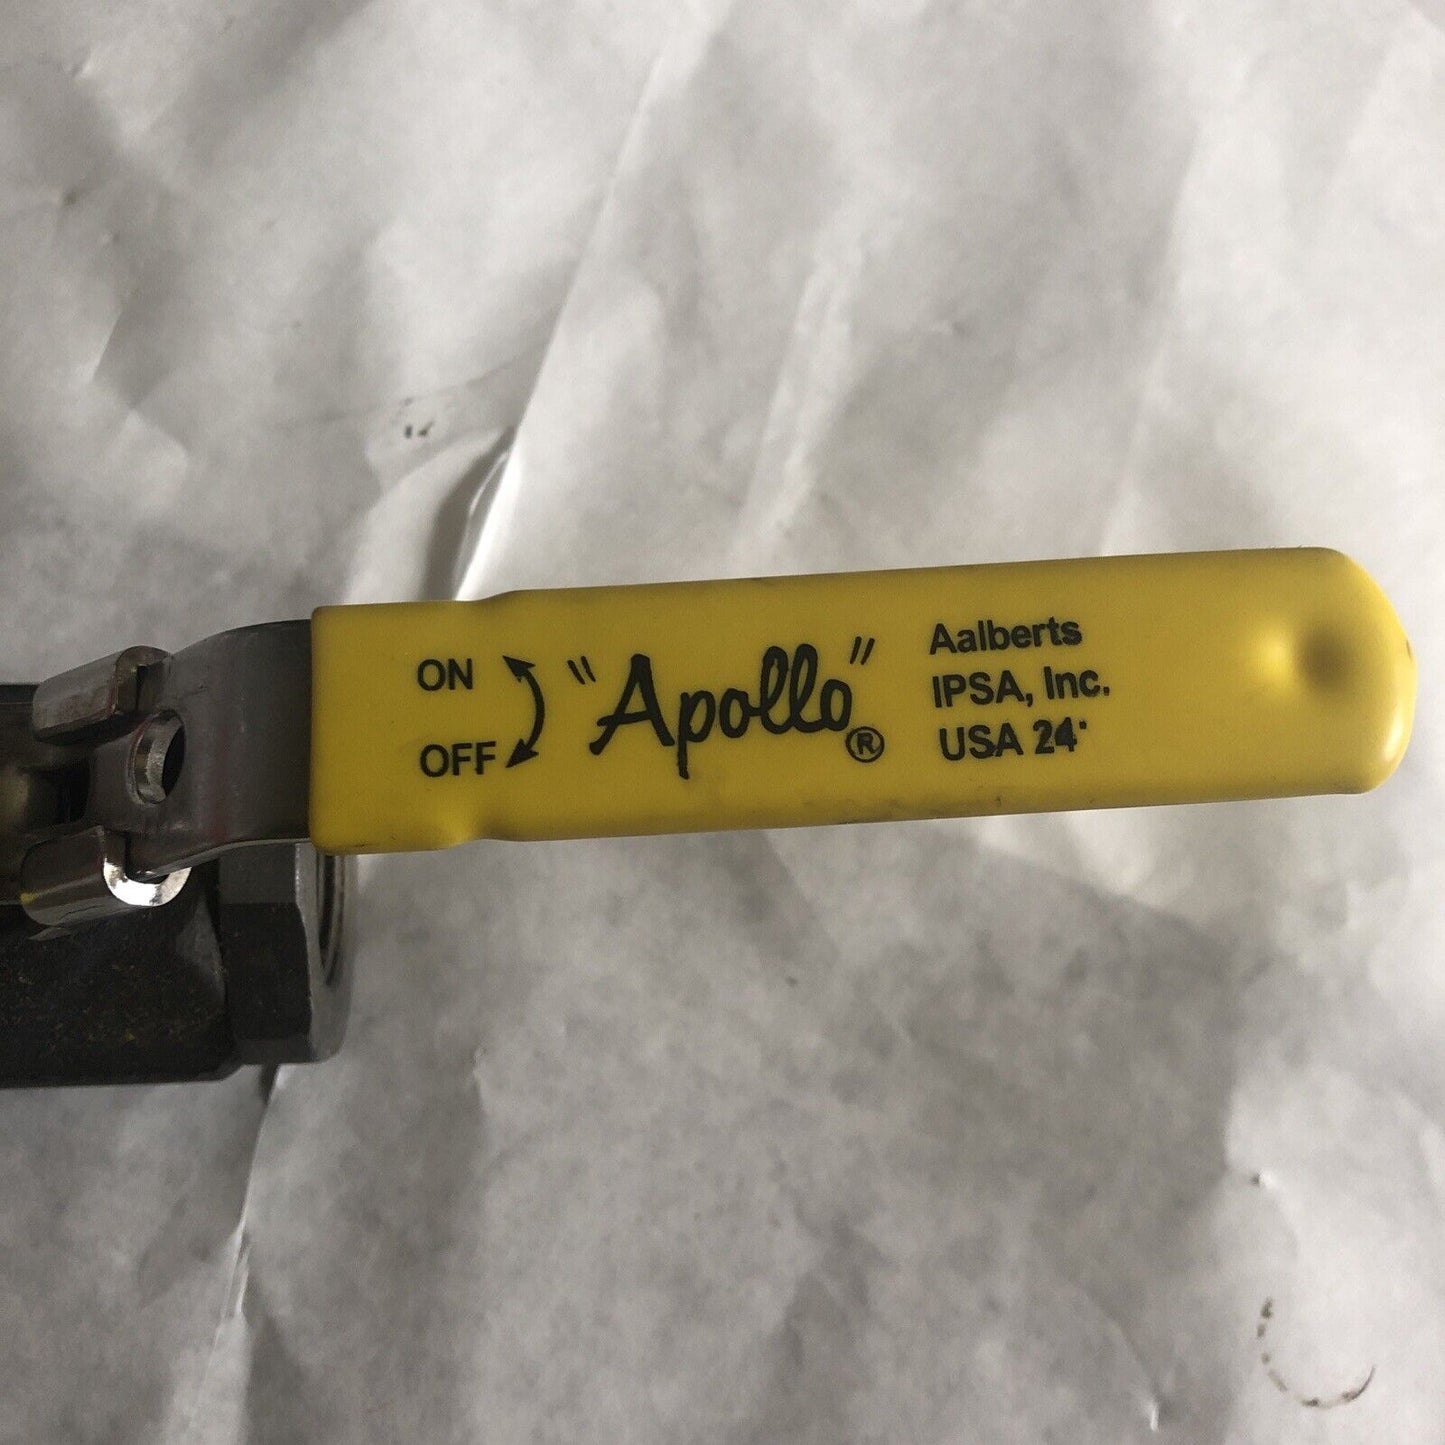 ON
OFF
"Apollo"®
Aalberts
IPSA, Inc.
USA 24